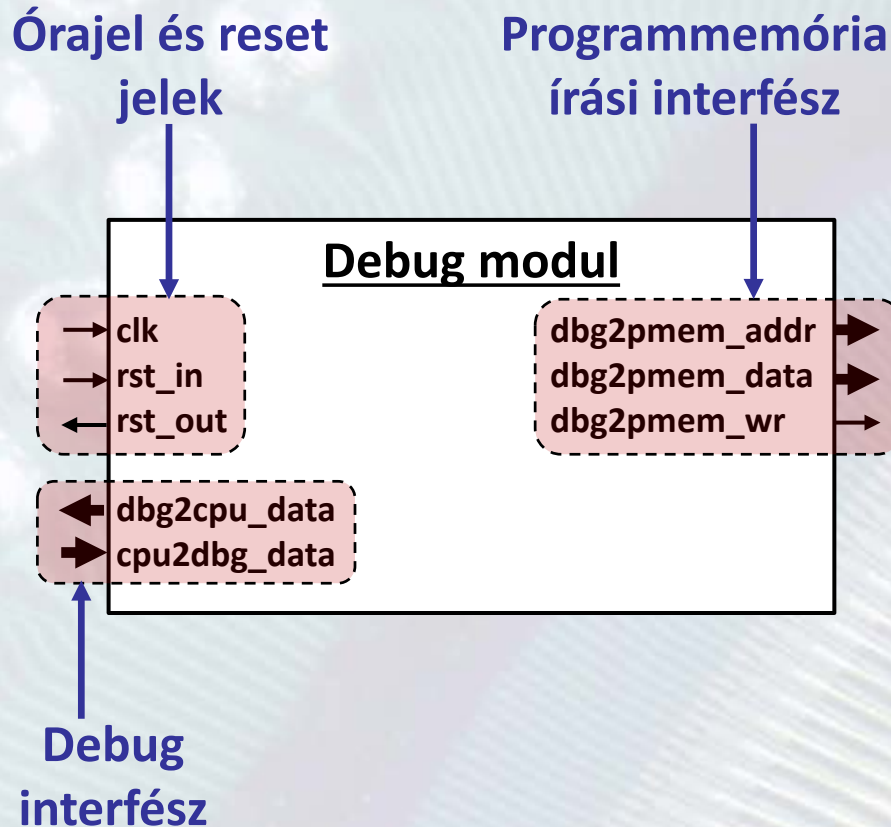 Órajel és reset
jelek
Programmemória
írási interfész
Debug modul
clk
rst_in
rst_out
dbg2cpu_data
cpu2dbg_data
dbg2pmem_addr
dbg2pmem_data
dbg2pmem_wr
Debug
interfész